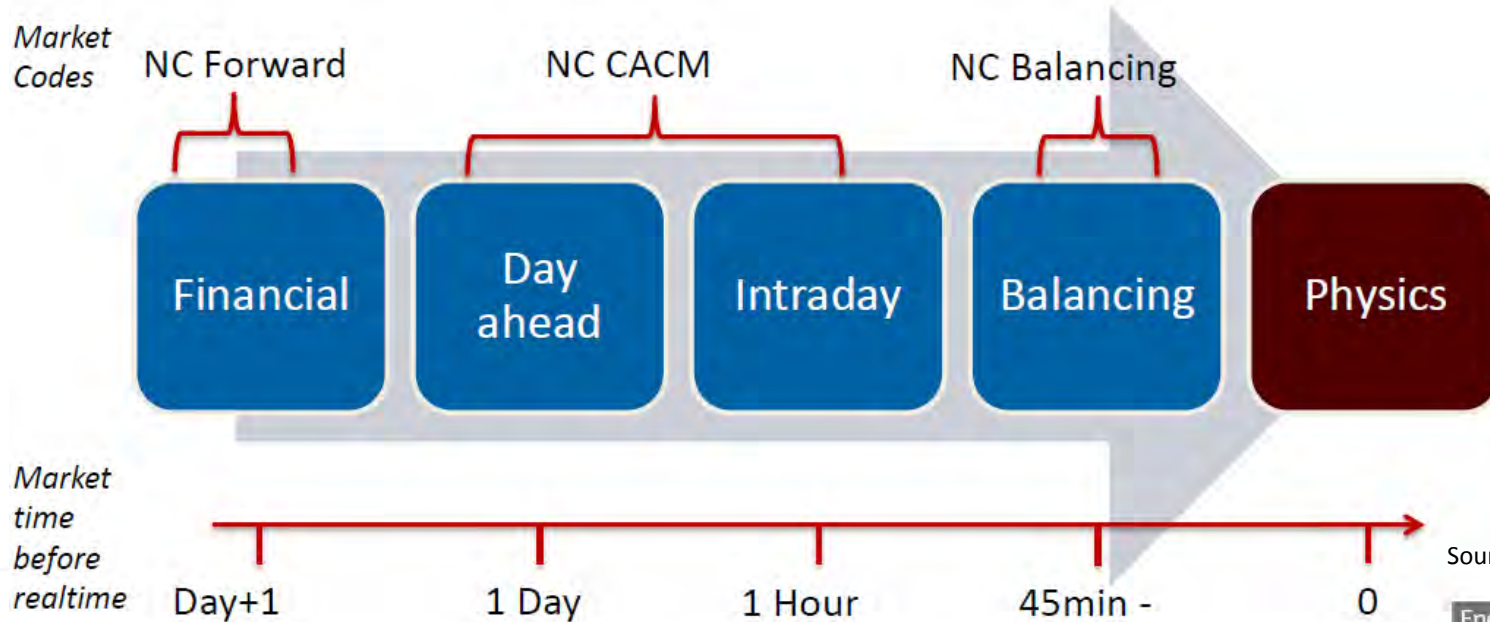 Market
Codes
NC Forward
NC CACM
NC Balancing
Financial
Day
ahead
Intraday
Balancing
Physics
Market
time
before
realtime
Day+1
1 Day
1 Hour
45min -
0